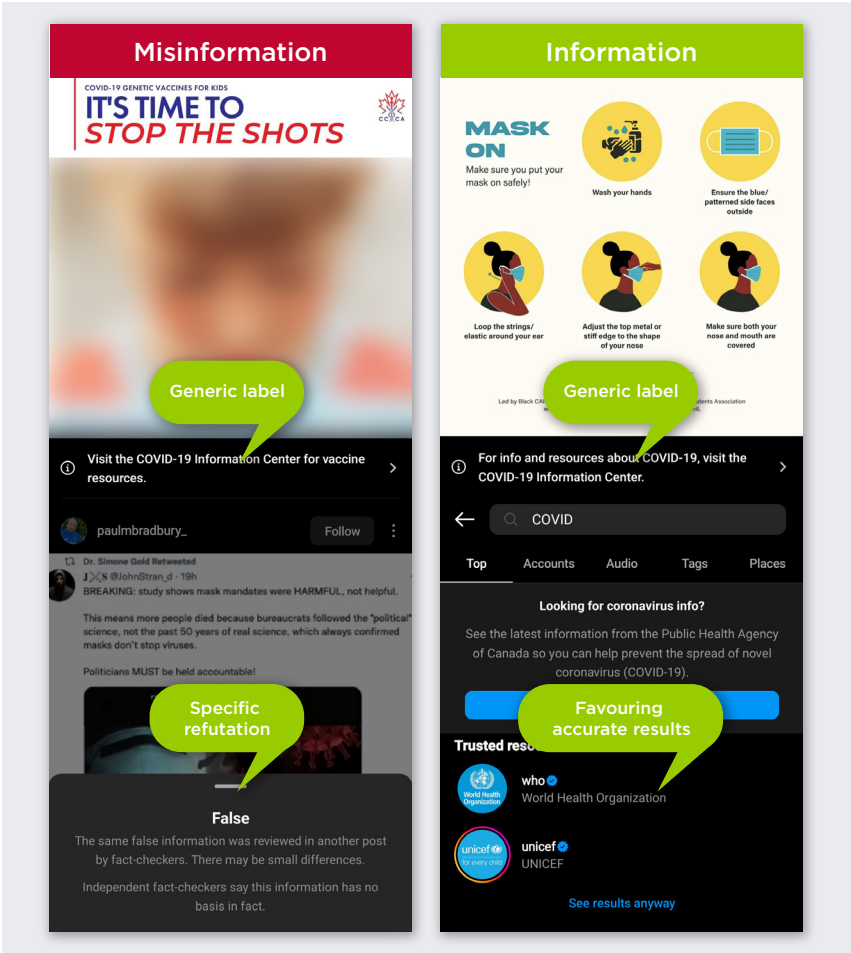 Misinformation
COVID-19 GENETIC VACCINES FOR KIDS
IT'S TIME TO
STOP THE SHOTS
CCCA
Generic label
Visit the COVID-19 Information Center for vaccine
resources.
paulmbradbury_
Follow
Dr. Simone Gold Retweeted
J⚔S @JohnStran_d · 19h
BREAKING: study shows mask mandates were HARMFUL, not helpful.
This means more people died because bureaucrats followed the "political"
science, not the past 50 years of real science, which always confirmed
masks don't stop viruses.
Politicians MUST be held accountable!
Specific
refutation
False
The same false information was reviewed in another post
by fact-checkers. There may be small differences.
Independent fact-checkers say this information has no
basis in fact.
Information
MASK
ON
Make sure you put your
mask on safely!
Wash your hands
Ensure the blue/
patterned side faces
outside
Loop the strings/
elastic around your ear
Adjust the top metal or
stiff edge to the shape
of your nose
Make sure both your
nose and mouth are
covered
Generic label
Led by Black
Association
For info and resources about COVID-19, visit the
COVID-19 Information Center.
COVID
Top Accounts Audio Tags Places
Looking for coronavirus info?
See the latest information from the Public Health Agency
of Canada so you can help prevent the spread of novel
coronavirus (COVID-19).
Favouring
accurate results
Trusted
World Health
Organization
who
World Health Organization
unicef
for every child
unicef
UNICEF
See results anyway